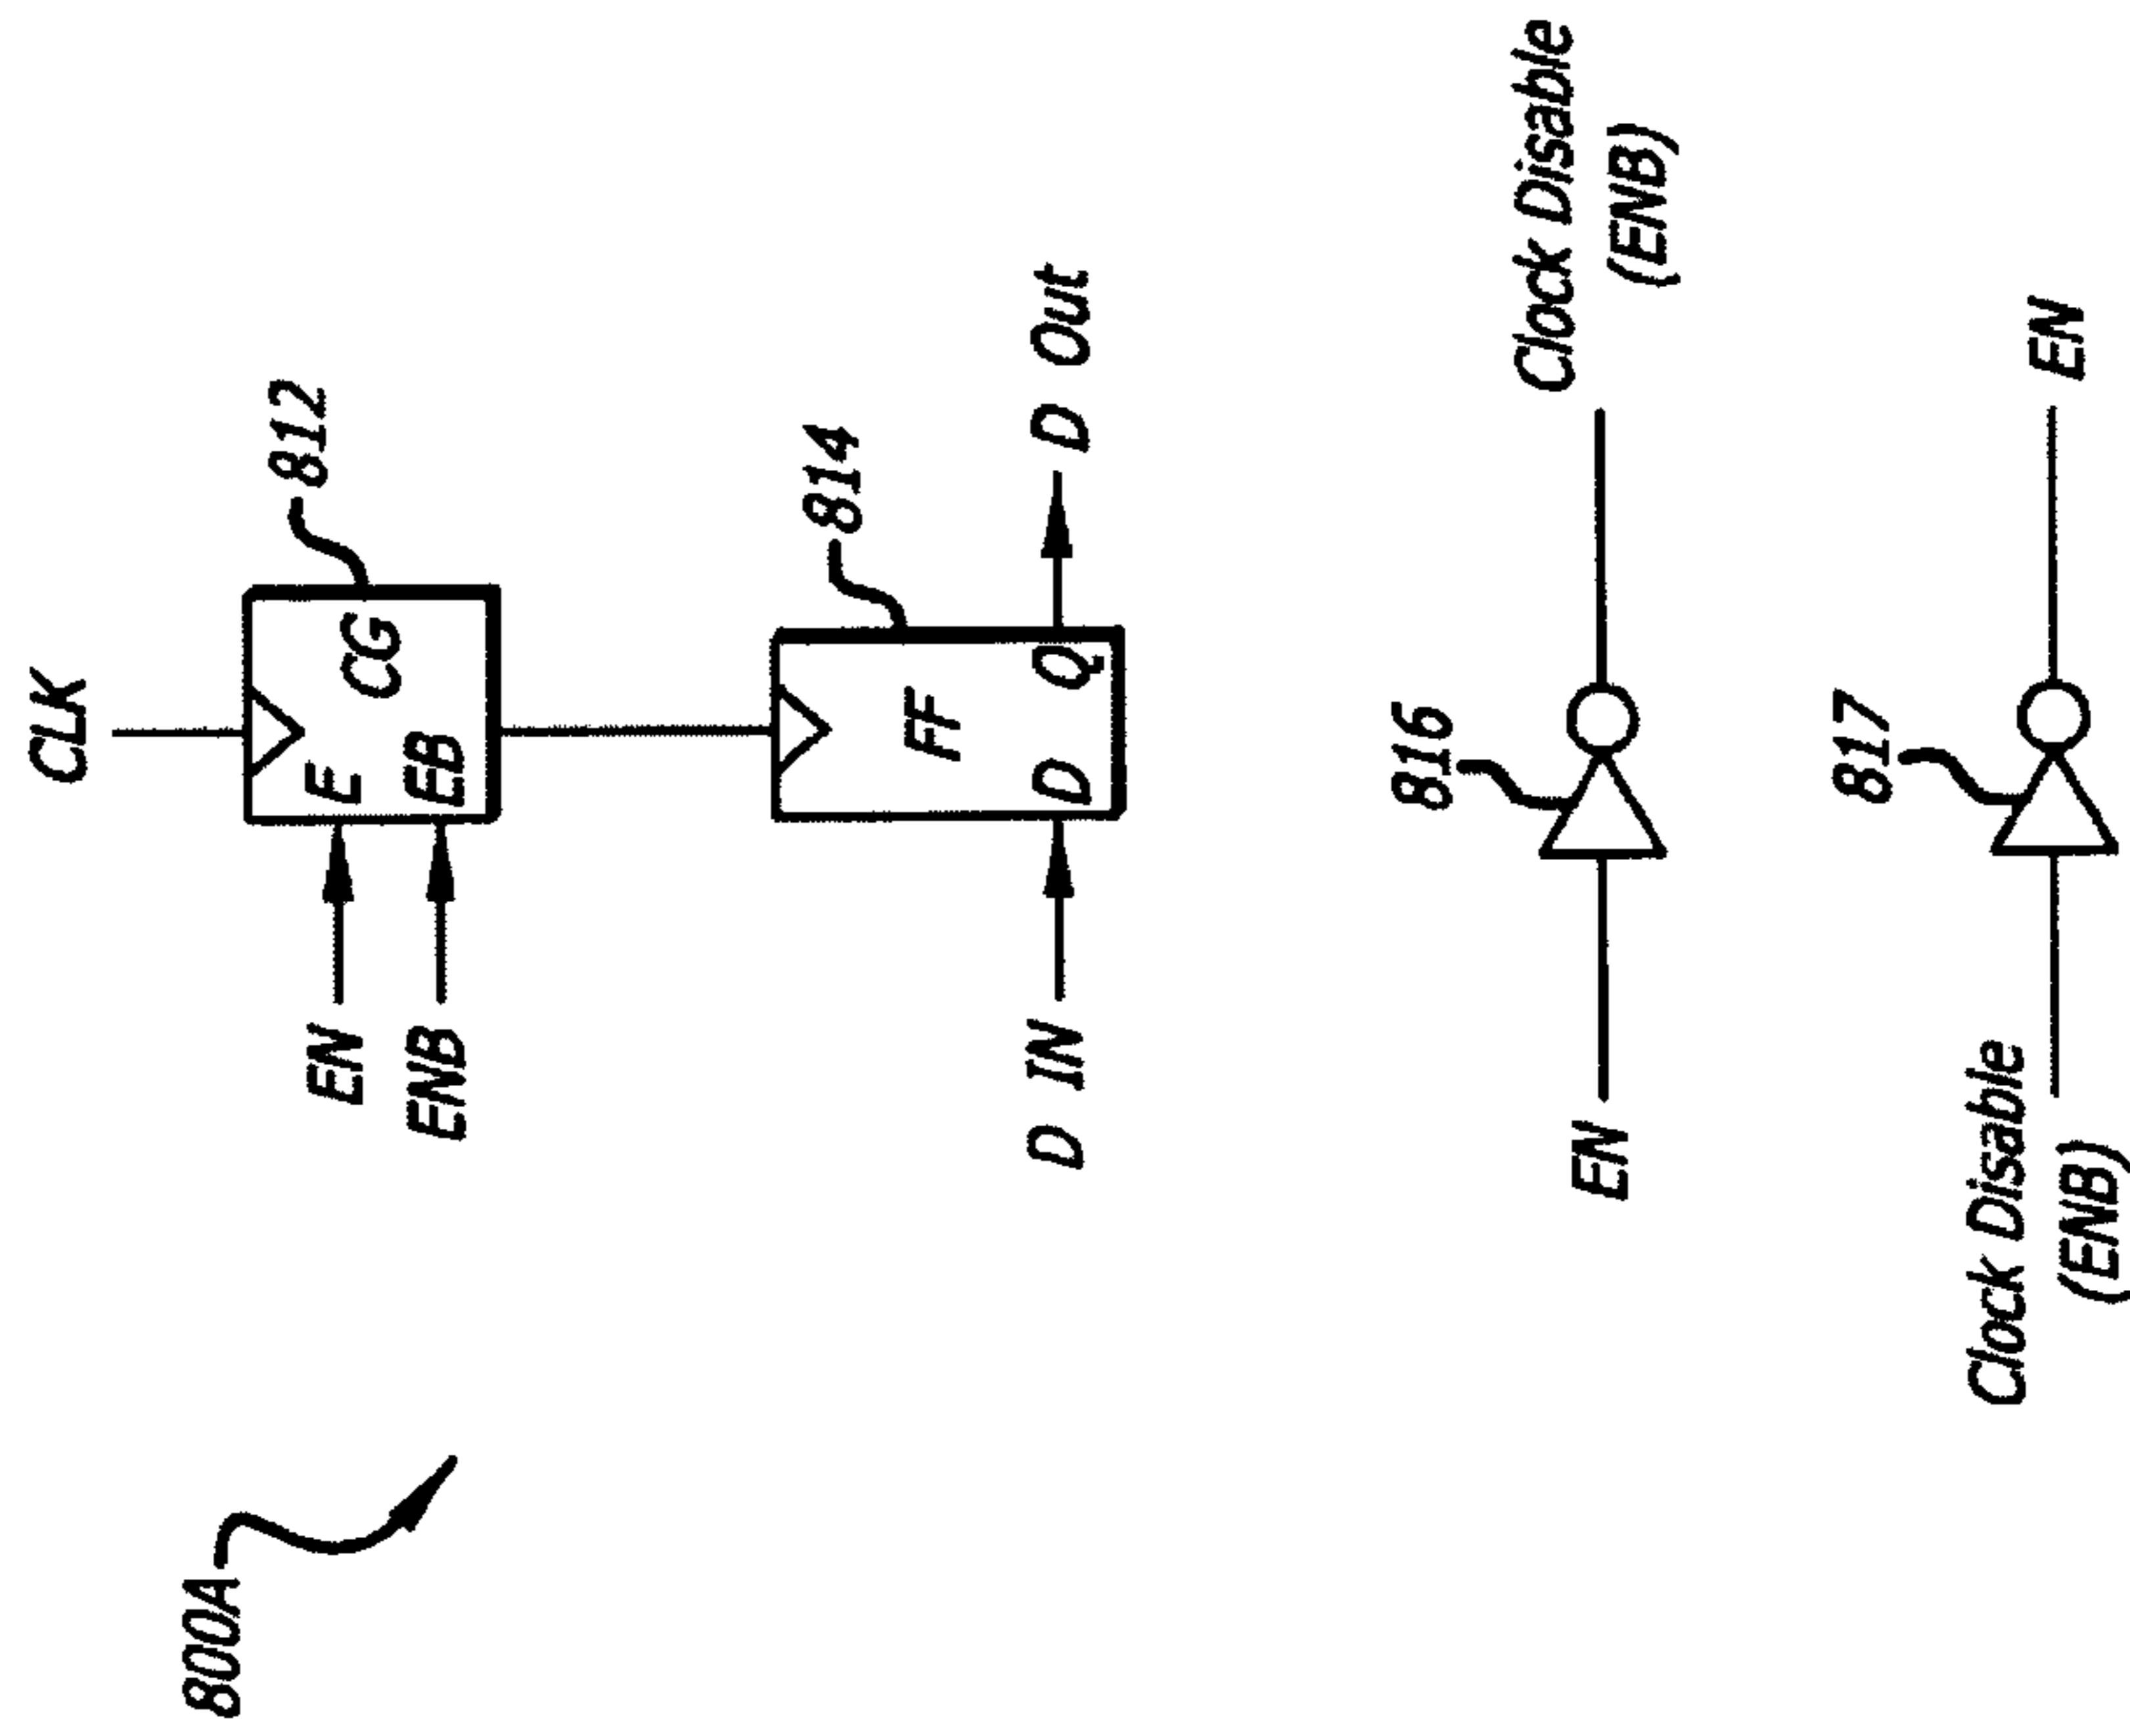 CLK
812
CG
E
EB
EN
ENB
814
FF
D
Q
D IN
D Out
816
EN
Clock Disable
(ENB)
817
Clock Disable
(ENB)
EN
800A